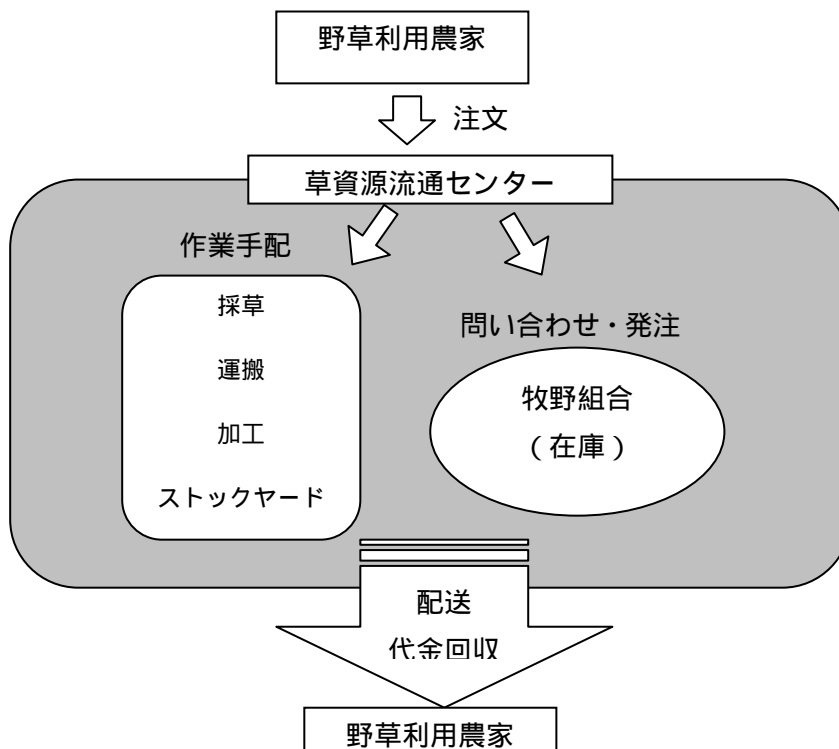 野草利用農家
注文
草資源流通センター
作業手配
採草
運搬
加工
ストックヤード
問い合わせ・発注
牧野組合
（在庫）
配送
代金回収
野草利用農家